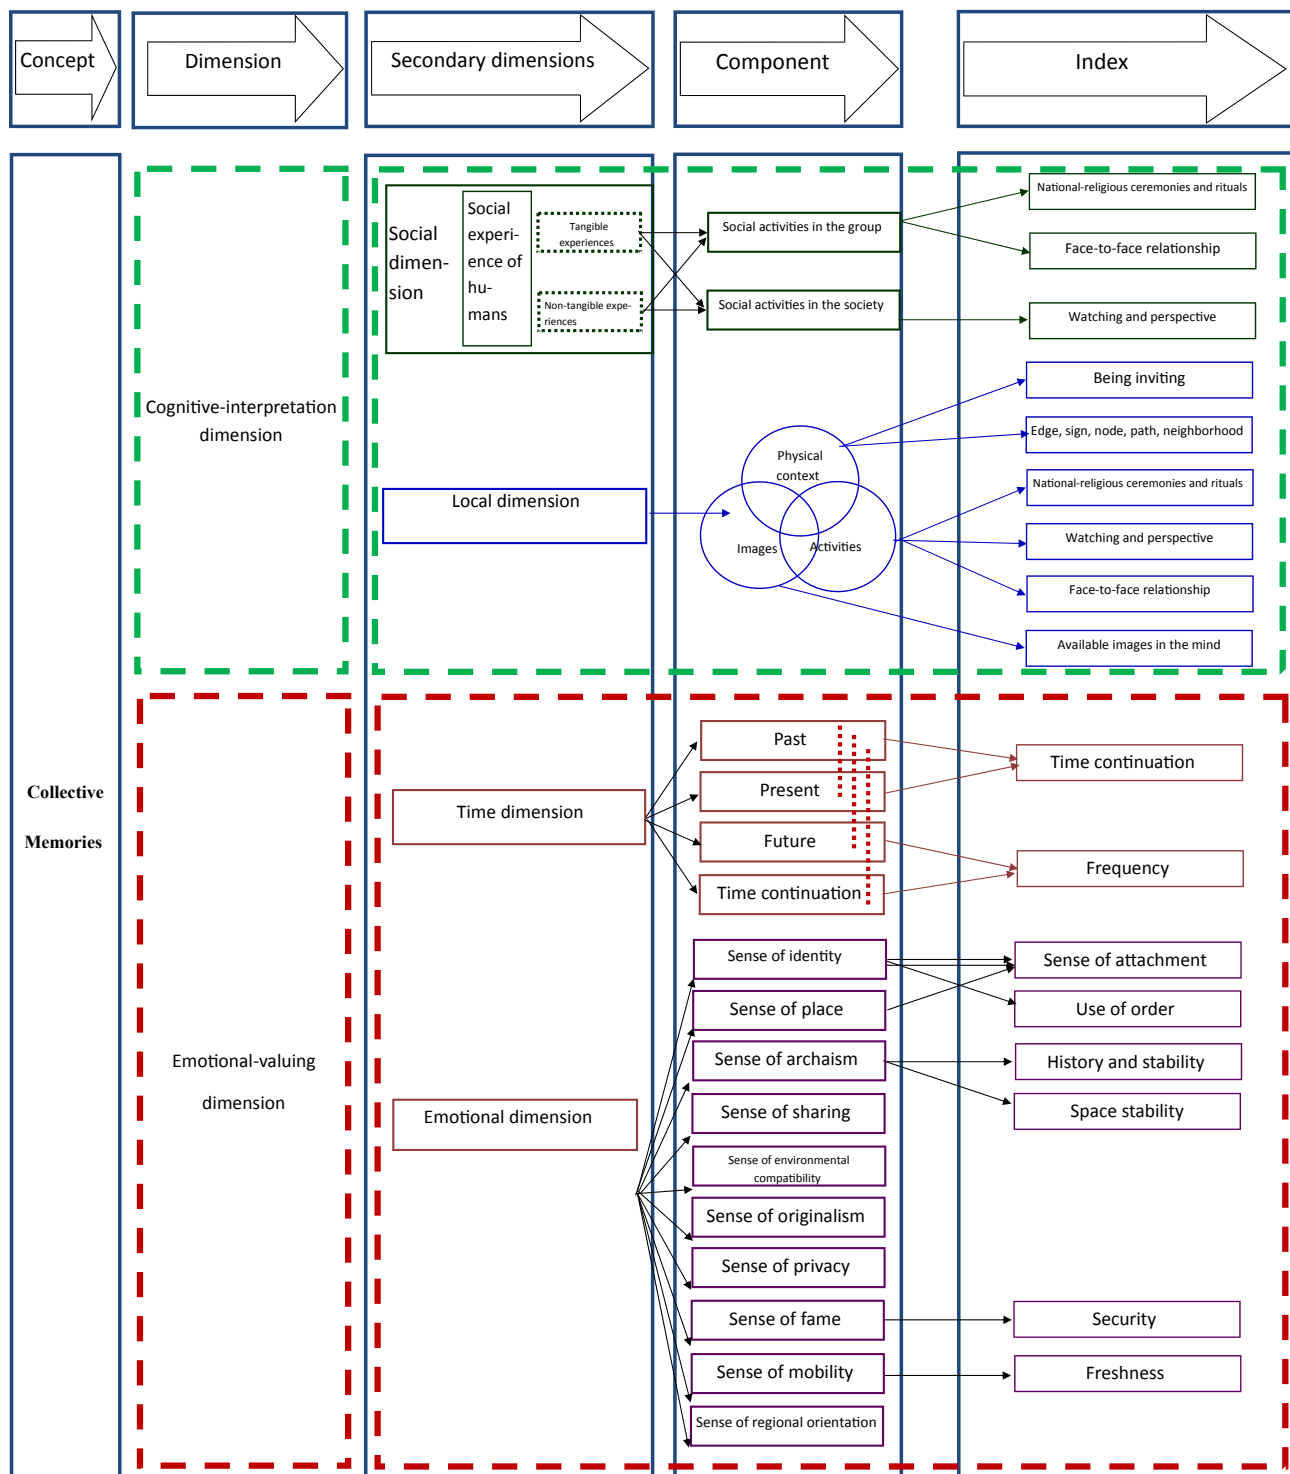 Concept
Dimension
Secondary dimensions
Component
Index
Collective
Memories
Cognitive-interpretation
dimension
Social
dimen-
sion
Social
experi-
ence of
hu-
mans
Tangible
experiences
Non-tangible expe-
riences
Social activities in the group
Social activities in the society
National-religious ceremonies and rituals
Face-to-face relationship
Watching and perspective
Local dimension
Physical
context
Images
Activities
Being inviting
Edge, sign, node, path, neighborhood
National-religious ceremonies and rituals
Watching and perspective
Face-to-face relationship
Available images in the mind
Emotional-valuing
dimension
Time dimension
Past
Present
Future
Time continuation
Time continuation
Frequency
Emotional dimension
Sense of identity
Sense of place
Sense of archaism
Sense of sharing
Sense of environmental
compatibility
Sense of originalism
Sense of privacy
Sense of fame
Sense of mobility
Sense of regional orientation
Sense of attachment
Use of order
History and stability
Space stability
Security
Freshness